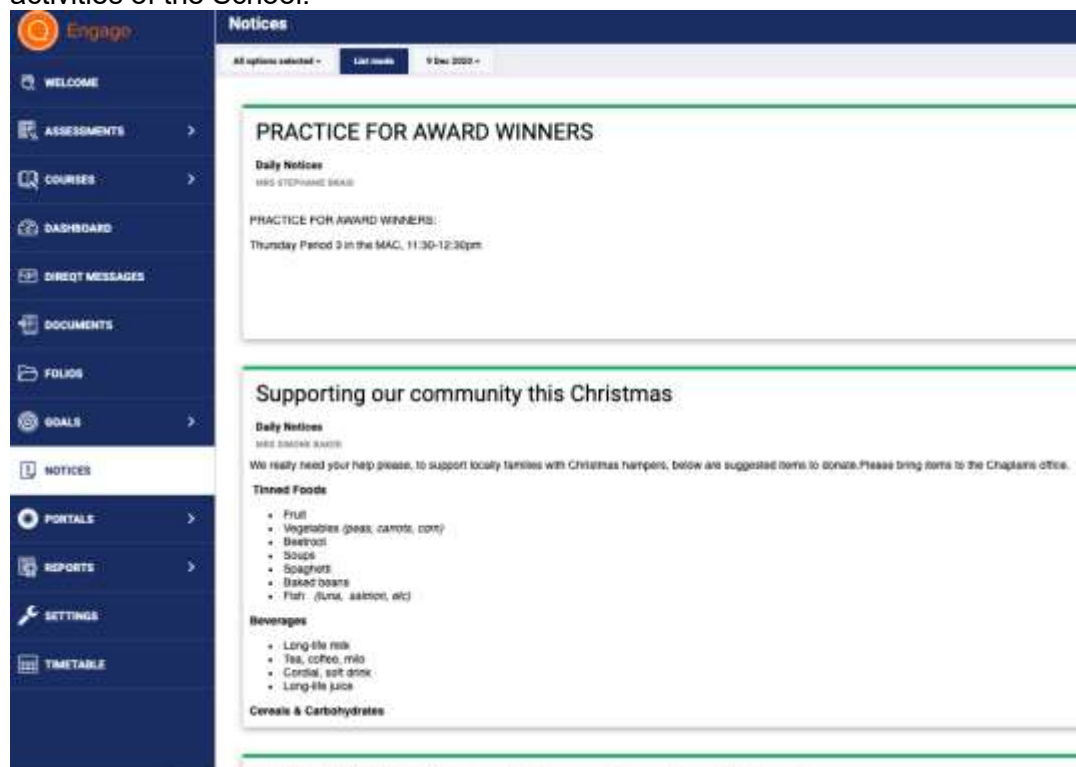 activities of the School.
Engage
WELCOME
ASSESSMENTS
COURSES
DASHBOARD
DIREQT MESSAGES
DOCUMENTS
FOLIOS
GOALS
NOTICES
PORTALS
REPORTS
SETTINGS
TIMETABLE
Notices
All options selected
List mode
9 Dec 2020
PRACTICE FOR AWARD WINNERS
Daily Notices
MRS STEPHANIE
PRACTICE FOR AWARD WINNERS:
Thursday Period 3 in the MAC, 11:30-12:30pm
Supporting our community this Christmas
Daily Notices
MRS SIMONE BAKER
We really need your help please, to support locally families with Christmas hampers, below are suggested items to donate.Please bring items to the Chaplains office.
Tinned Foods
Fruit
Vegetables (peas, carrots, corn)
Beetroot
Soups
Spaghetti
Baked beans
Fish (tuna, salmon, etc)
Beverages
Long-life milk
Tea, coffee, milo
Cordial, soft drink
Long-life juice
Cereals & Carbohydrates